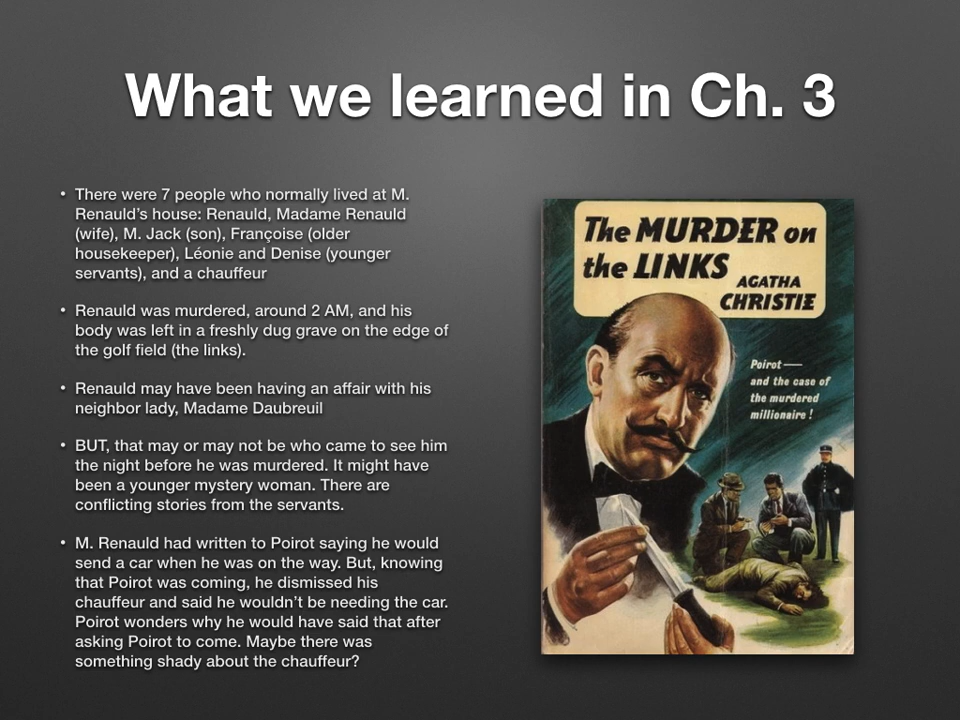 What we learned in Ch. 3
• There were 7 people who normally lived at M.
Renauld’s house: Renauld, Madame Renauld
(wife), M. Jack (son), Françoise (older
housekeeper), Léonie and Denise (younger
servants), and a chauffeur
• Renauld was murdered, around 2 AM, and his
body was left in a freshly dug grave on the edge of
the golf field (the links).
• Renauld may have been having an affair with his
neighbor lady, Madame Daubreuil
• BUT, that may or may not be who came to see him
the night before he was murdered. It might have
been a younger mystery woman. There are
conflicting stories from the servants.
• M. Renauld had written to Poirot saying he would
send a car when he was on the way. But, knowing
that Poirot was coming, he dismissed his
chauffeur and said he wouldn’t be needing the car.
Poirot wonders why he would have said that after
asking Poirot to come. Maybe there was
something shady about the chauffeur?
The MURDER on
the LINKS
AGATHA
CHRISTIE
Poirot—
and the case of
the murdered
millionaire!